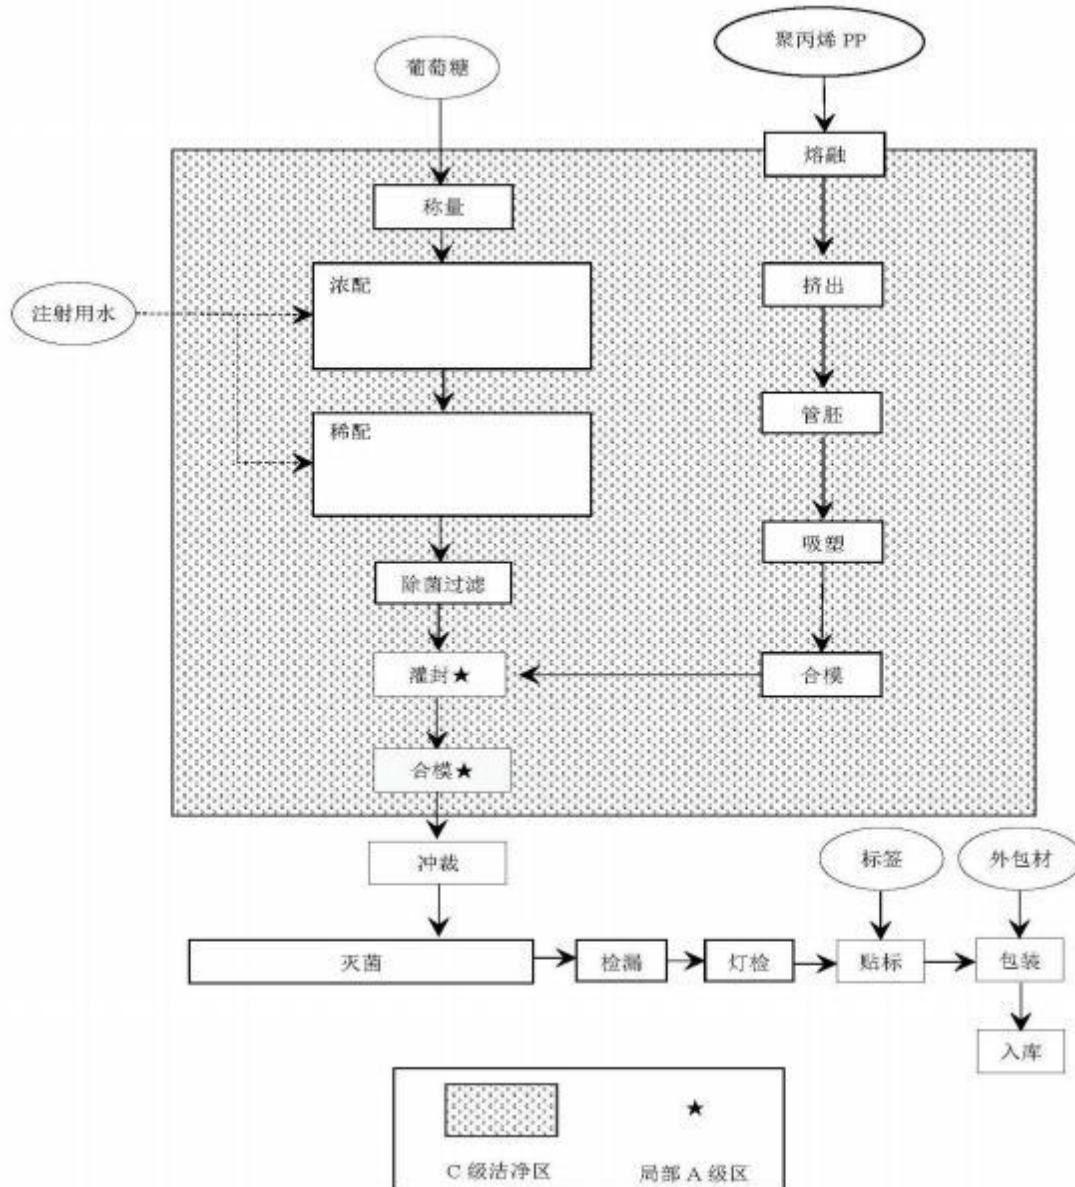 聚丙烯 PP
葡萄糖
熔融
称量
浓配
挤出
注射用水
管胚
稀配
吸塑
除菌过滤
灌封★
合模
合模★
冲裁
标签
外包材
灭菌
检漏
灯检
贴标
包装
入库
★
C 级洁净区
局部 A 级区